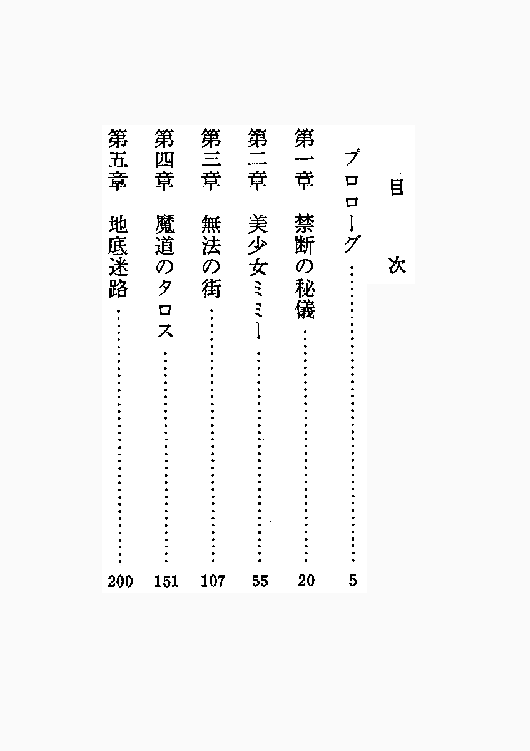 目次
プロローグ……………………………………5
第一章　禁断の秘儀……………………………20
第二章　美少女ミミー…………………………55
第三章　無法の街………………………………107
第四章　魔道のタロス…………………………151
第五章　地底迷路………………………………200